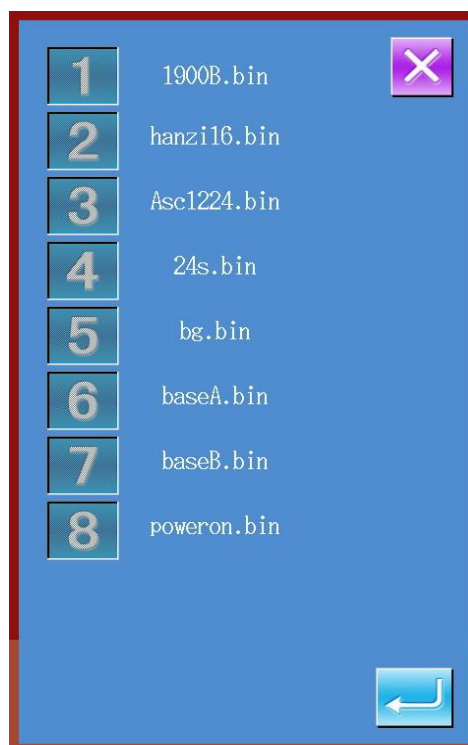 1 1900B.bin
2 hanzi16.bin
3 Asc1224.bin
4 24s.bin
5 bg.bin
6 baseA.bin
7 baseB.bin
8 poweron.bin